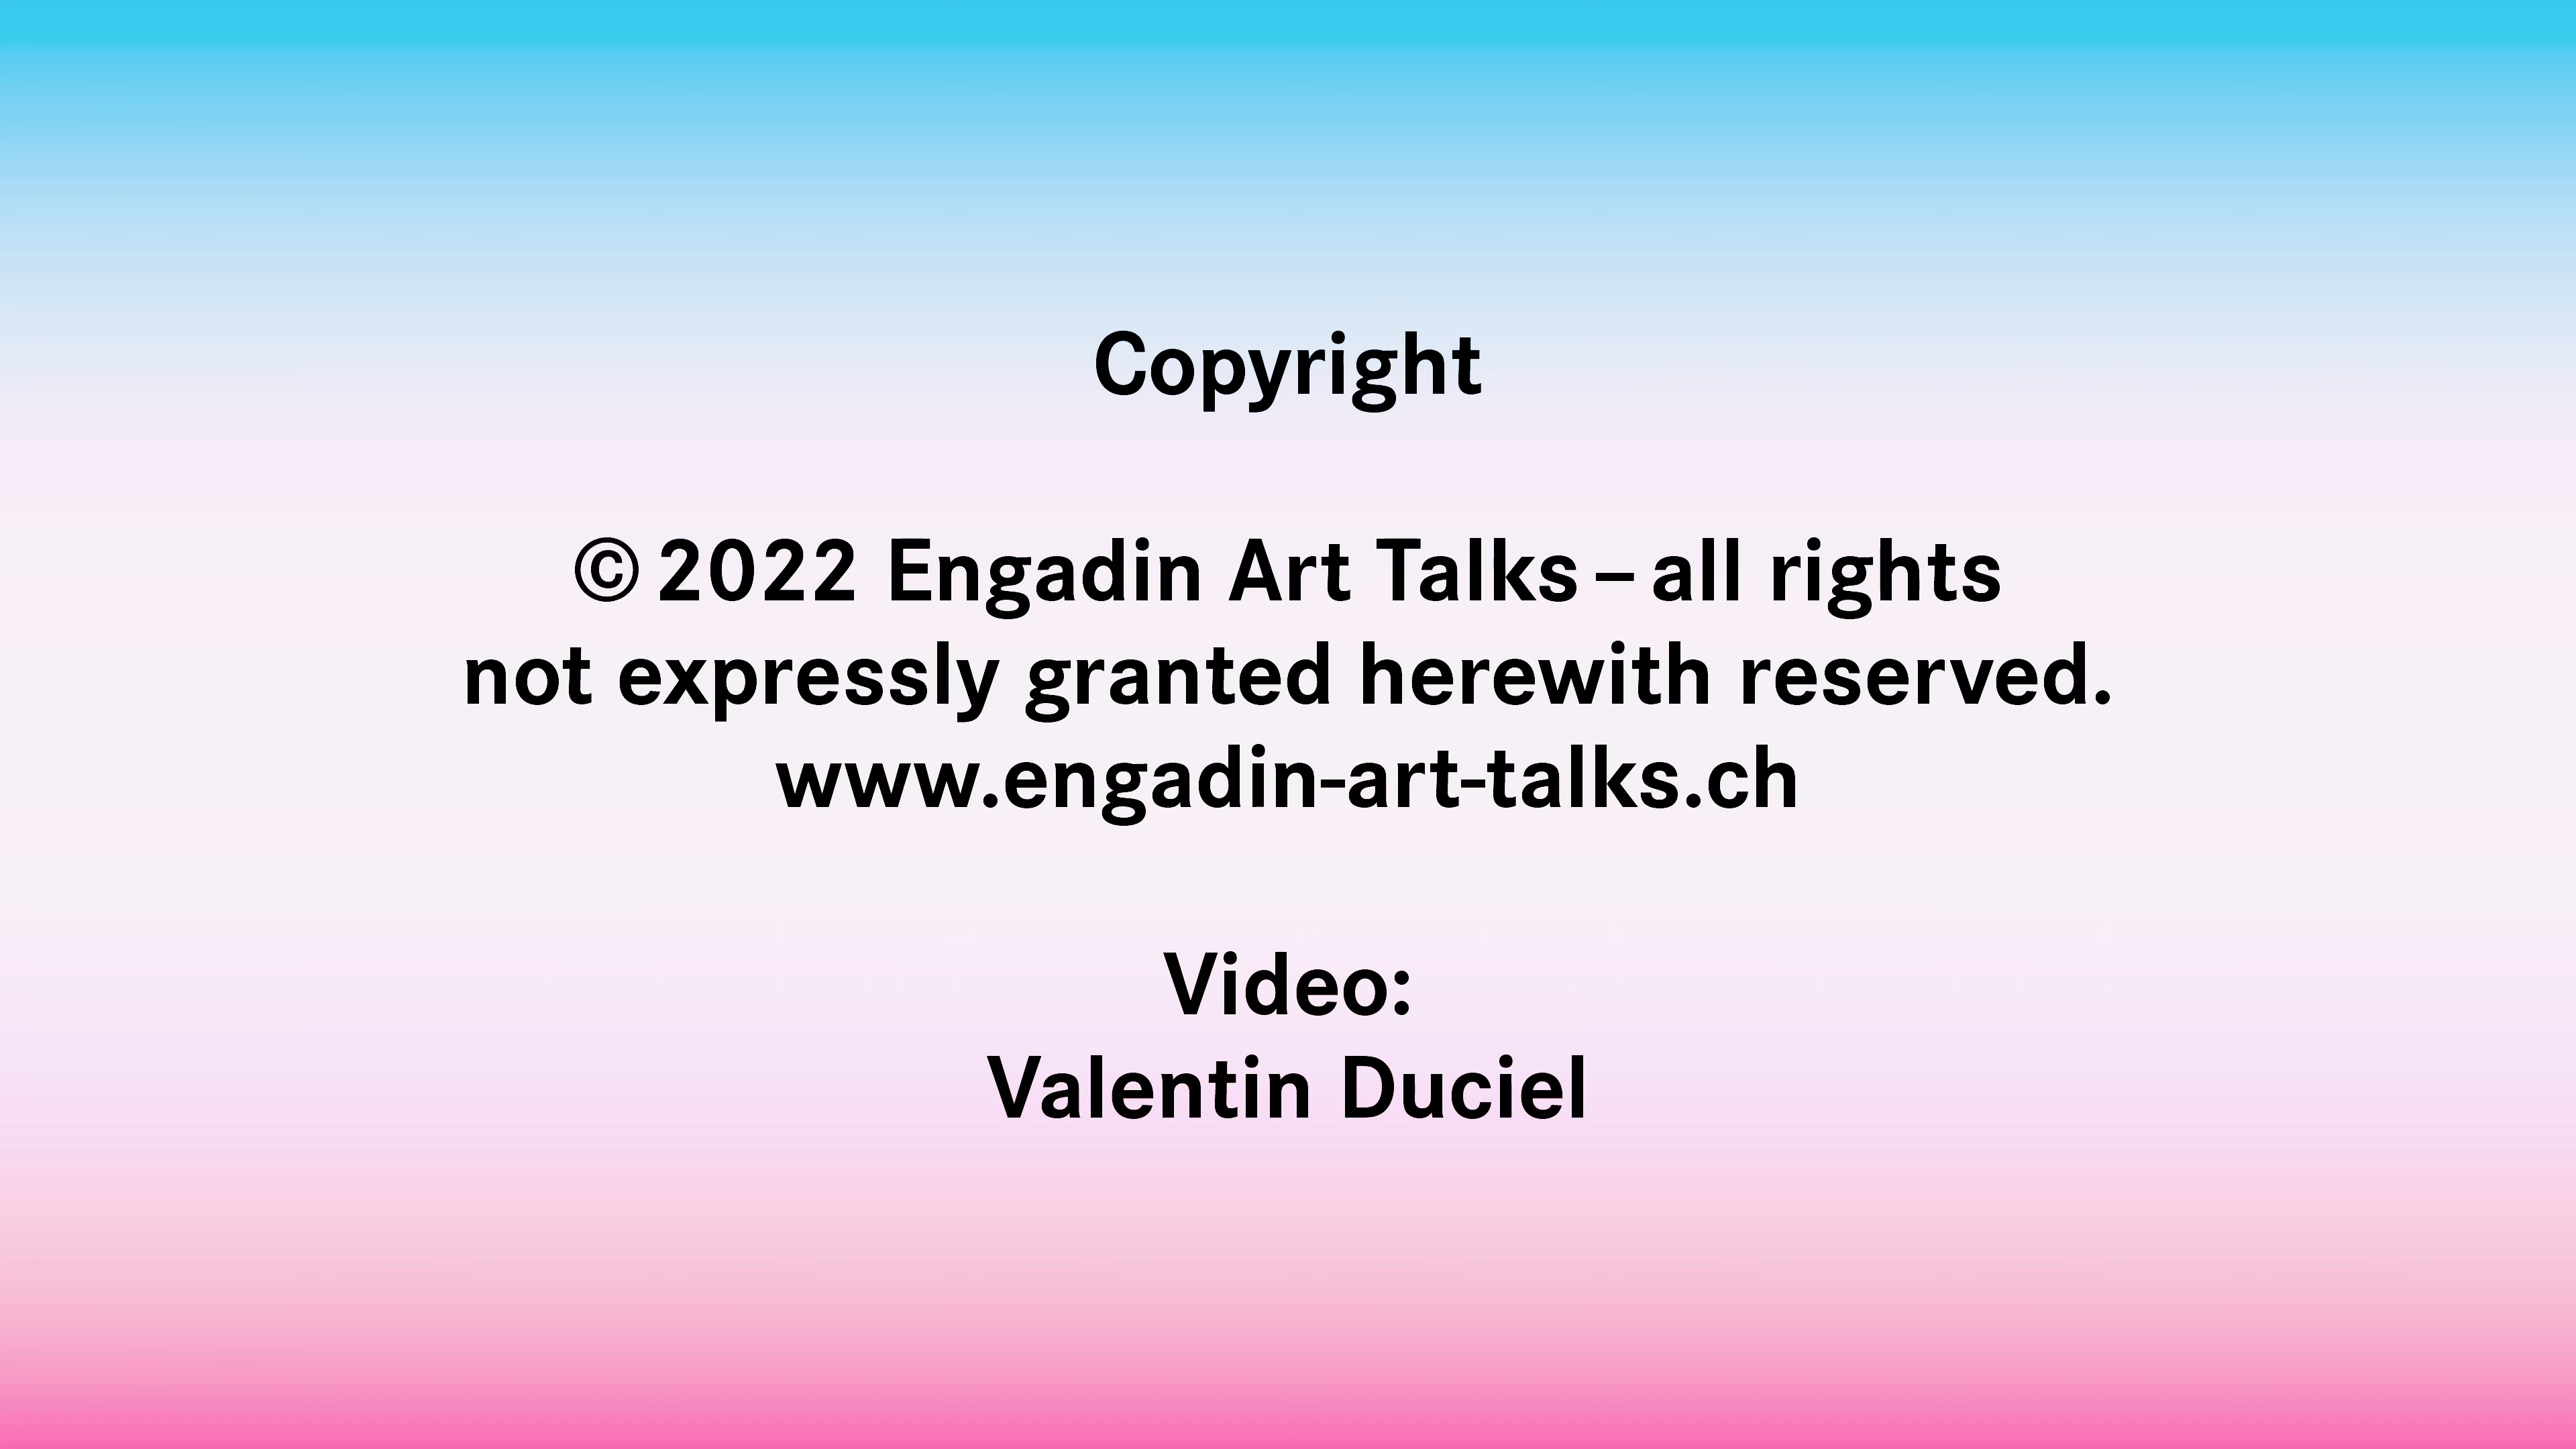 Copyright
© 2022 Engadin Art Talks – all rights
not expressly granted herewith reserved.
www.engadin-art-talks.ch
Video:
Valentin Duciel